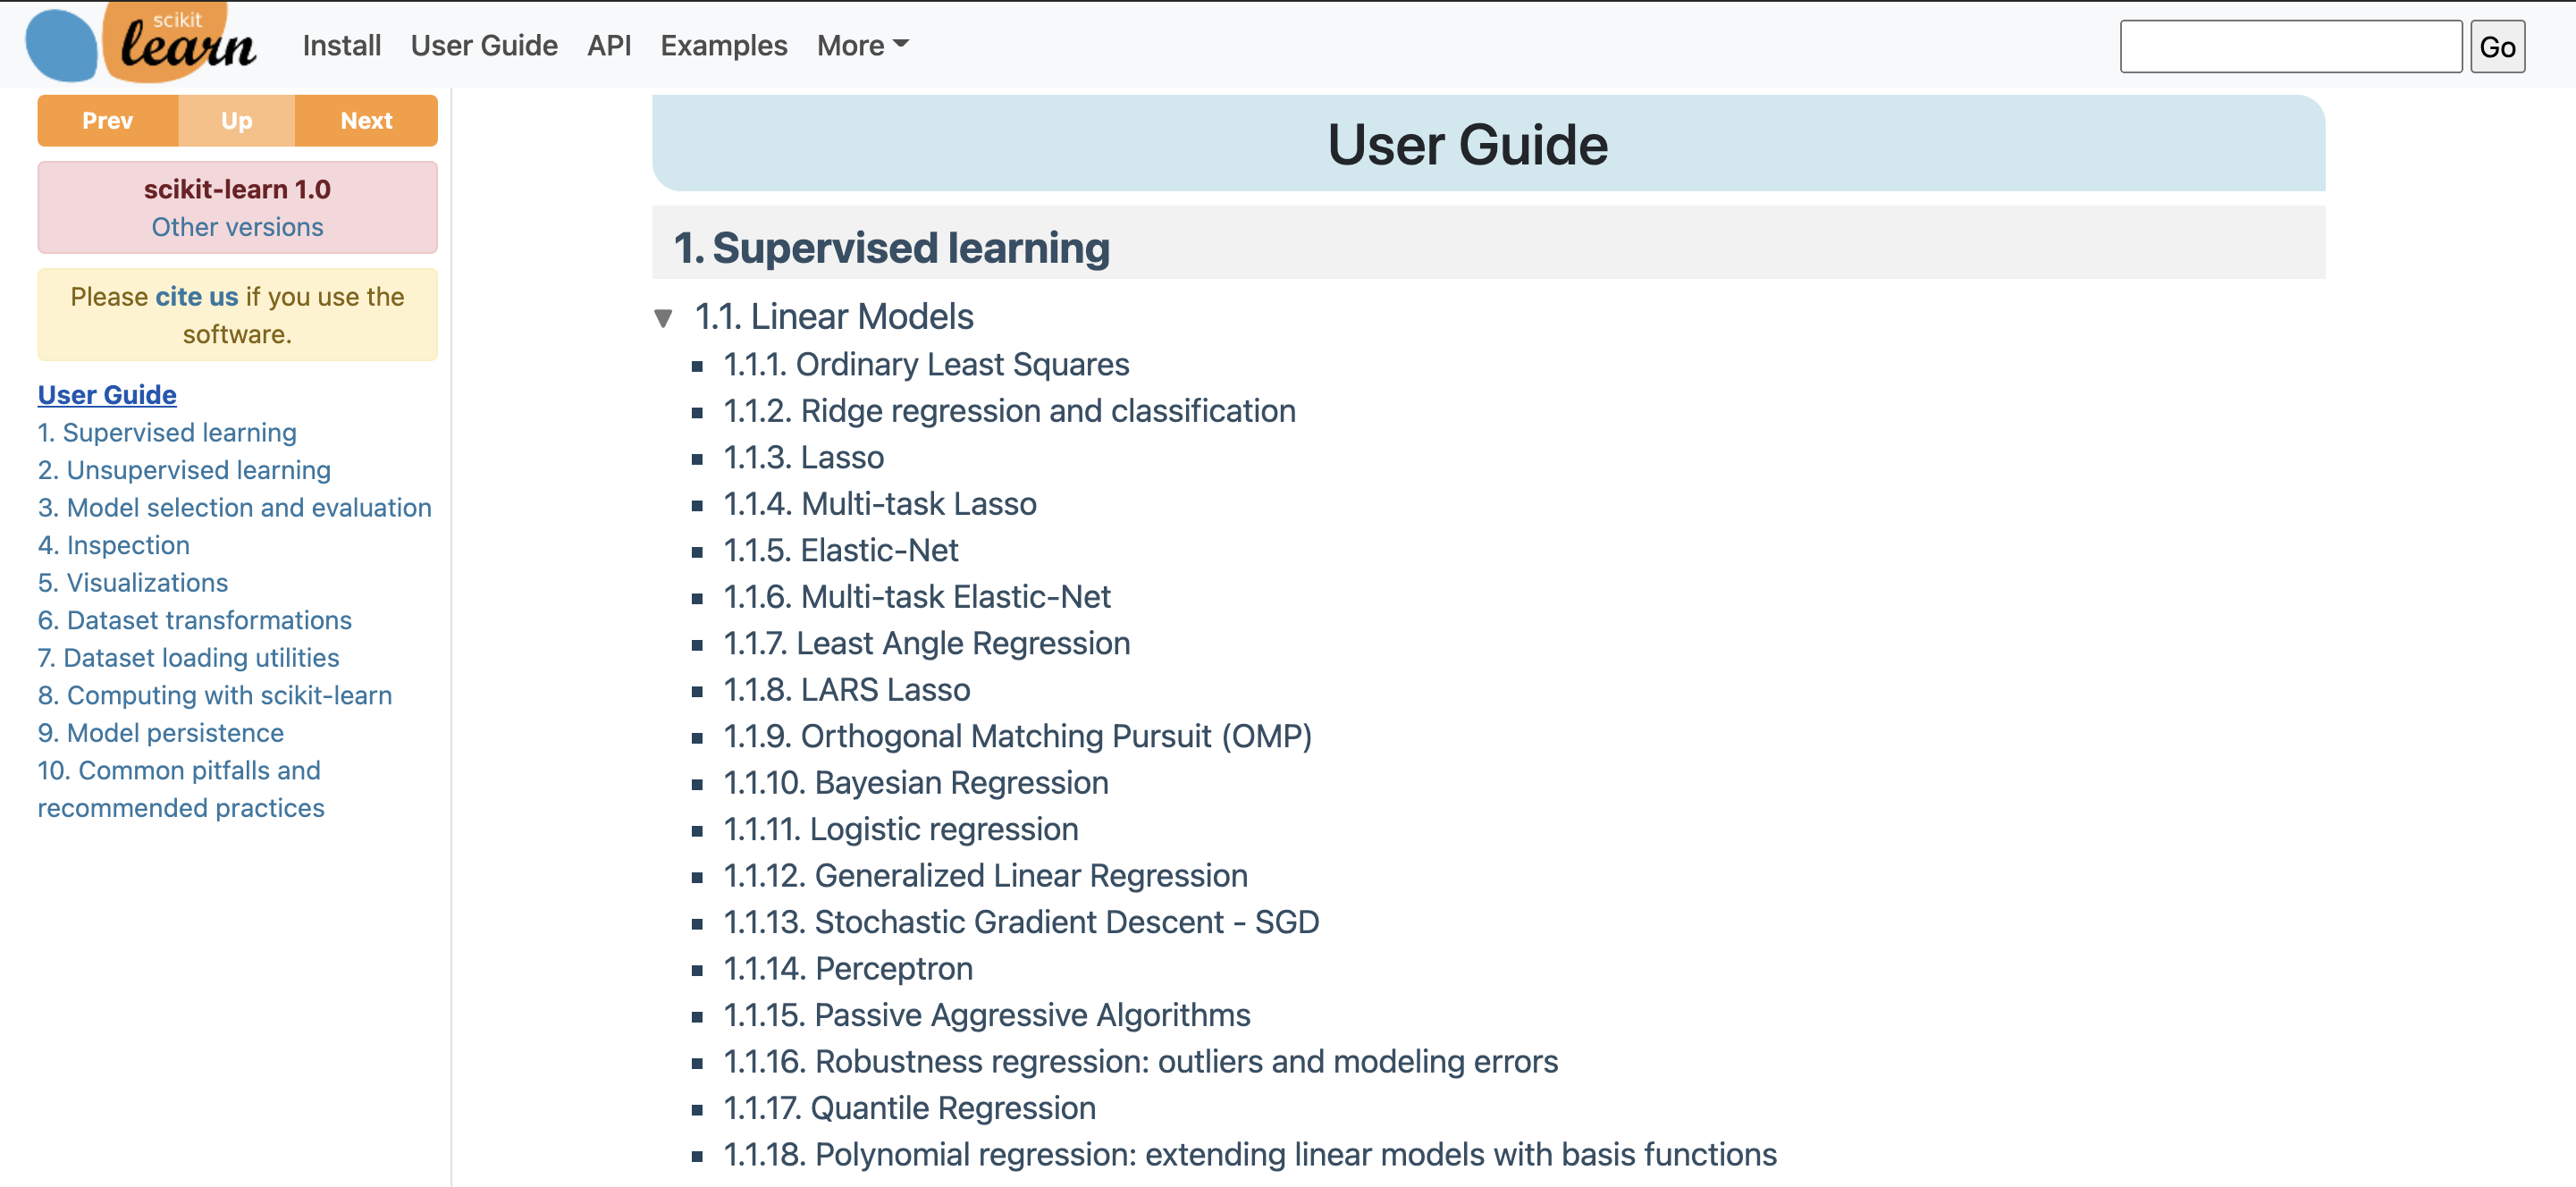 scikit
learn
Install User Guide API Examples More
Go
Prev Up Next
scikit-learn 1.0
Other versions
Please cite us if you use the
software.
User Guide
1. Supervised learning
2. Unsupervised learning
3. Model selection and evaluation
4. Inspection
5. Visualizations
6. Dataset transformations
7. Dataset loading utilities
8. Computing with scikit-learn
9. Model persistence
10. Common pitfalls and
recommended practices
User Guide
1. Supervised learning
1.1. Linear Models
1.1.1. Ordinary Least Squares
1.1.2. Ridge regression and classification
1.1.3. Lasso
1.1.4. Multi-task Lasso
1.1.5. Elastic-Net
1.1.6. Multi-task Elastic-Net
1.1.7. Least Angle Regression
1.1.8. LARS Lasso
1.1.9. Orthogonal Matching Pursuit (OMP)
1.1.10. Bayesian Regression
1.1.11. Logistic regression
1.1.12. Generalized Linear Regression
1.1.13. Stochastic Gradient Descent - SGD
1.1.14. Perceptron
1.1.15. Passive Aggressive Algorithms
1.1.16. Robustness regression: outliers and modeling errors
1.1.17. Quantile Regression
1.1.18. Polynomial regression: extending linear models with basis functions